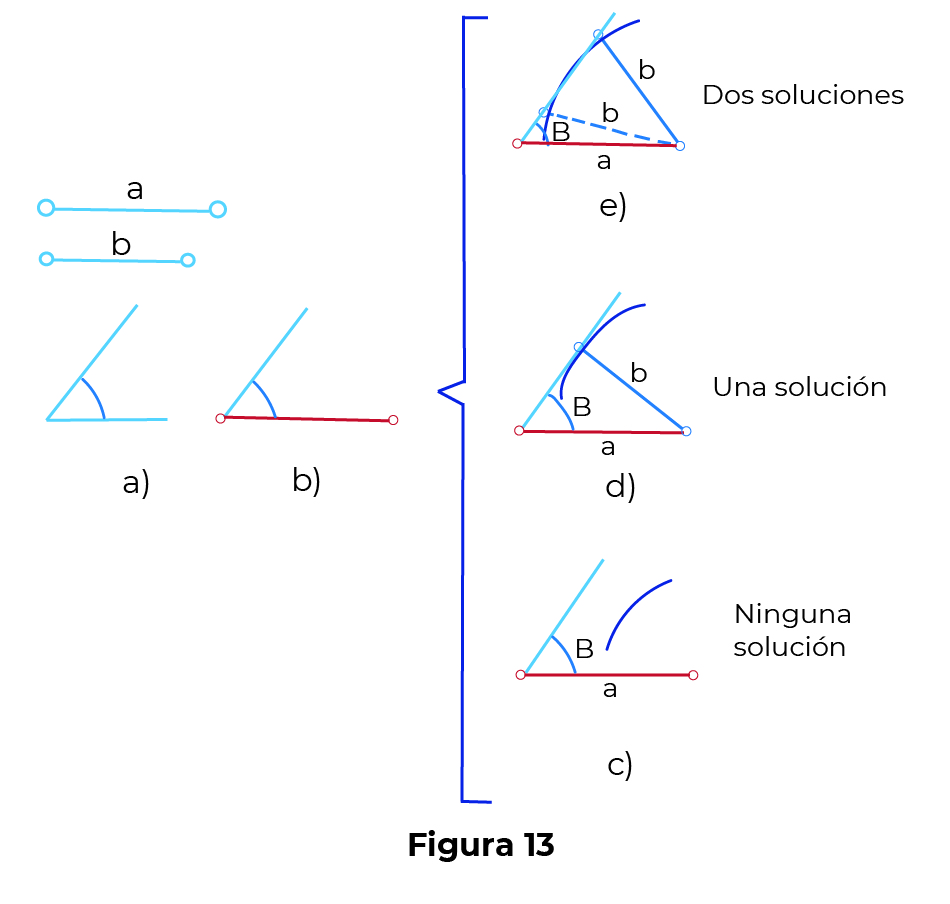 a
b
a)
b)
b
b
B
a
Dos soluciones
e)
b
B
a
Una solución
d)
B
a
Ninguna
solución
c)
Figura 13